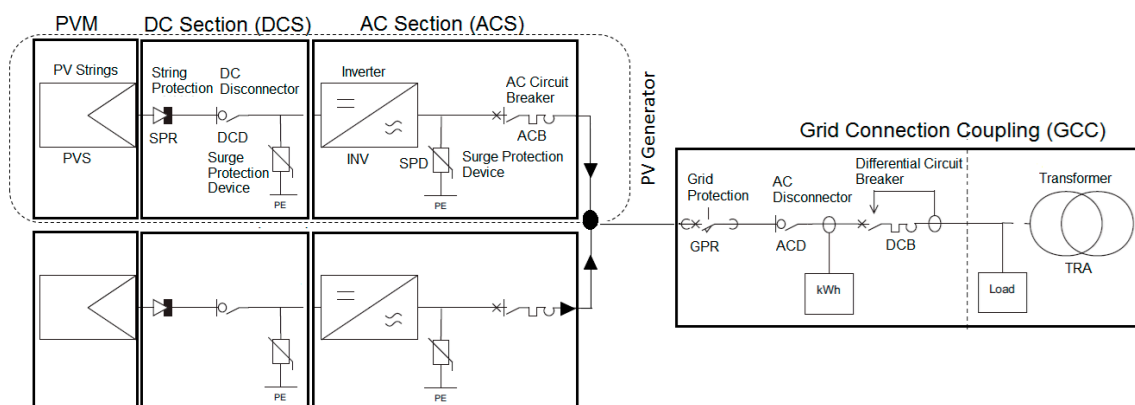 PVM
DC Section (DCS)
AC Section (ACS)
PV Strings
PVS
String
Protection
SPR
DC
Disconnector
DCD
Surge
Protection
Device
PE
Inverter
INV
SPD
Surge Protection
Device
PE
AC Circuit
Breaker
ACB
PV Generator
Grid Connection Coupling (GCC)
Grid
Protection
GPR
AC
Disconnector
ACD
kWh
Differential Circuit
Breaker
DCB
Load
Transformer
TRA
PE
PE